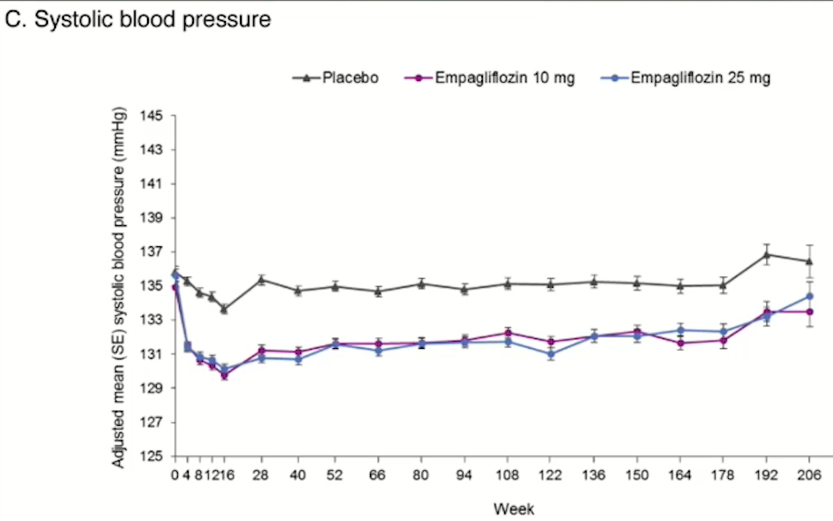 C. Systolic blood pressure
Placebo Empagliflozin 10 mg Empagliflozin 25 mg
Adjusted mean (SE) systolic blood pressure (mmHg)
145
143
141
139
137
135
133
131
129
127
125
0 4 8 12 16 28 40 52 66 80 94 108 122 136 150 164 178 192 206
Week